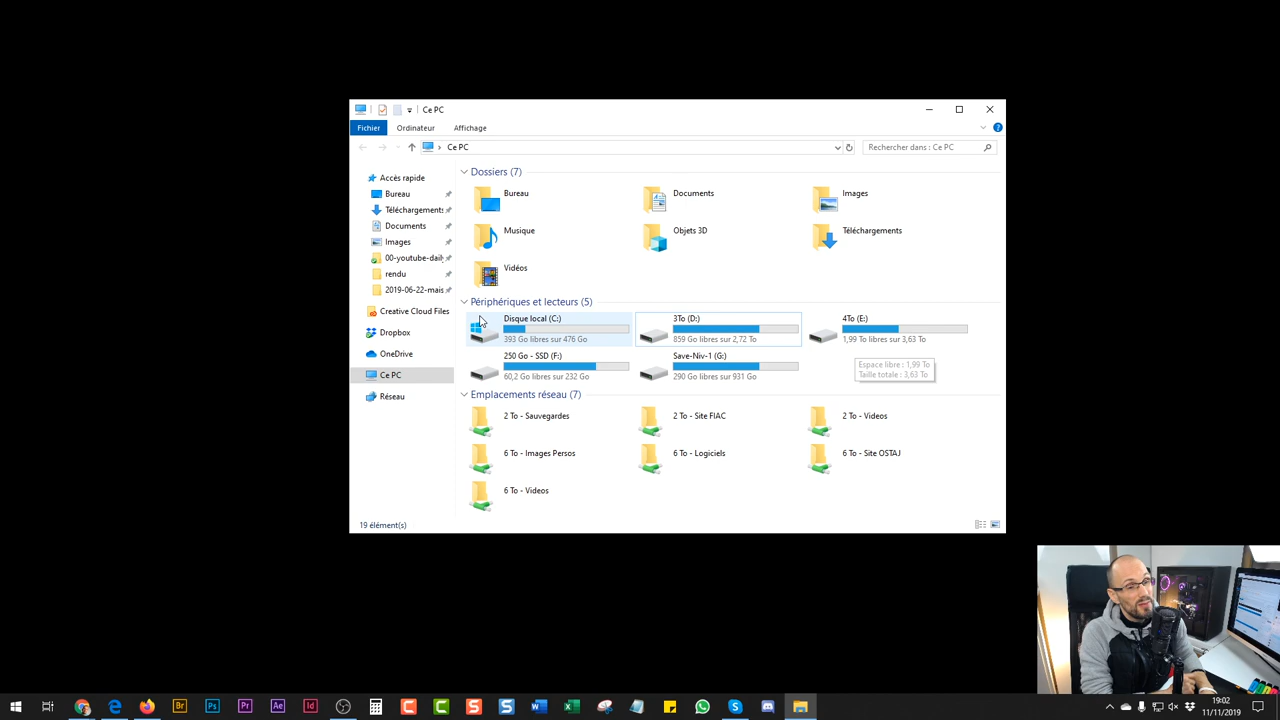 Ce PC
Fichier
Ordinateur
Affichage
Ce PC
Rechercher dans : Ce PC
Accès rapide
Bureau
Téléchargements
Documents
Images
00-youtube-dail
rendu
2019-06-22-mais
Creative Cloud Files
Dropbox
OneDrive
Ce PC
Réseau
Dossiers (7)
Bureau
Documents
Images
Musique
Objets 3D
Téléchargements
Vidéos
Périphériques et lecteurs (5)
Disque local (C:)
393 Go libres sur 476 Go
3To (D:)
859 Go libres sur 2,72 To
4To (E:)
1,99 To libres sur 3,63 To
250 Go - SSD (F:)
60,2 Go libres sur 232 Go
Save-Niv-1 (G:)
290 Go libres sur 931 Go
Espace libre : 1,99 To
Taille totale : 3,63 To
Emplacements réseau (7)
2 To - Sauvegardes
2 To - Site FIAC
2 To - Videos
6 To - Images Persos
6 To - Logiciels
6 To - Site OSTAJ
6 To - Videos
19 élément(s)
Br
Ps
Pr
Ae
Id
19:02
11/11/2019